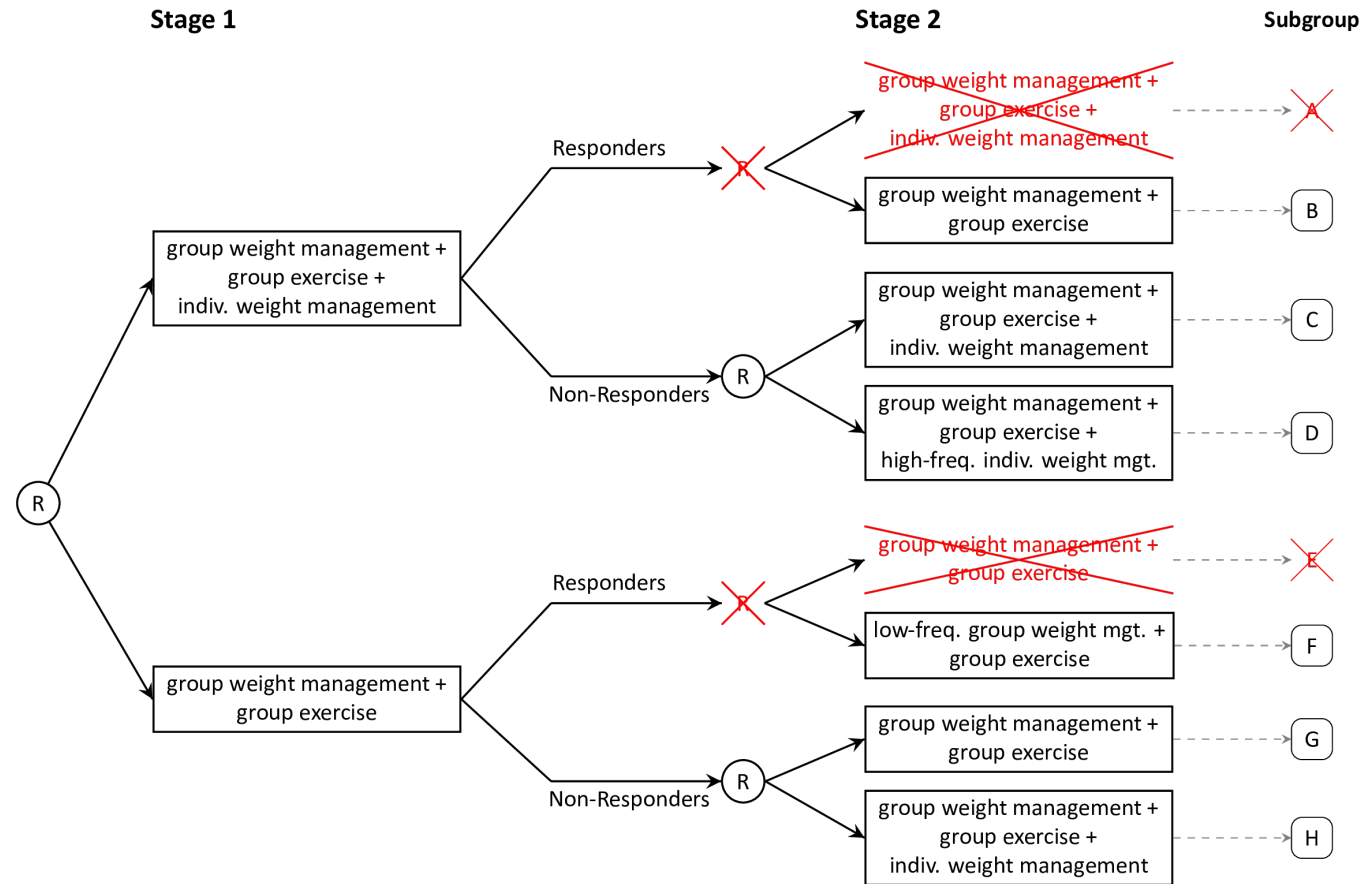 Stage 1
Stage 2
Subgroup
group weight management +
group exercise +
indiv. weight management
A
Responders
R
group weight management +
group exercise
B
group weight management +
group exercise +
indiv. weight management
group weight management +
group exercise +
indiv. weight management
C
Non-Responders
R
group weight management +
group exercise +
high-freq. indiv. weight mgt.
D
R
group weight management +
group exercise
E
Responders
R
low-freq. group weight mgt. +
group exercise
F
group weight management +
group exercise
group weight management +
group exercise
G
Non-Responders
R
group weight management +
group exercise +
indiv. weight management
H